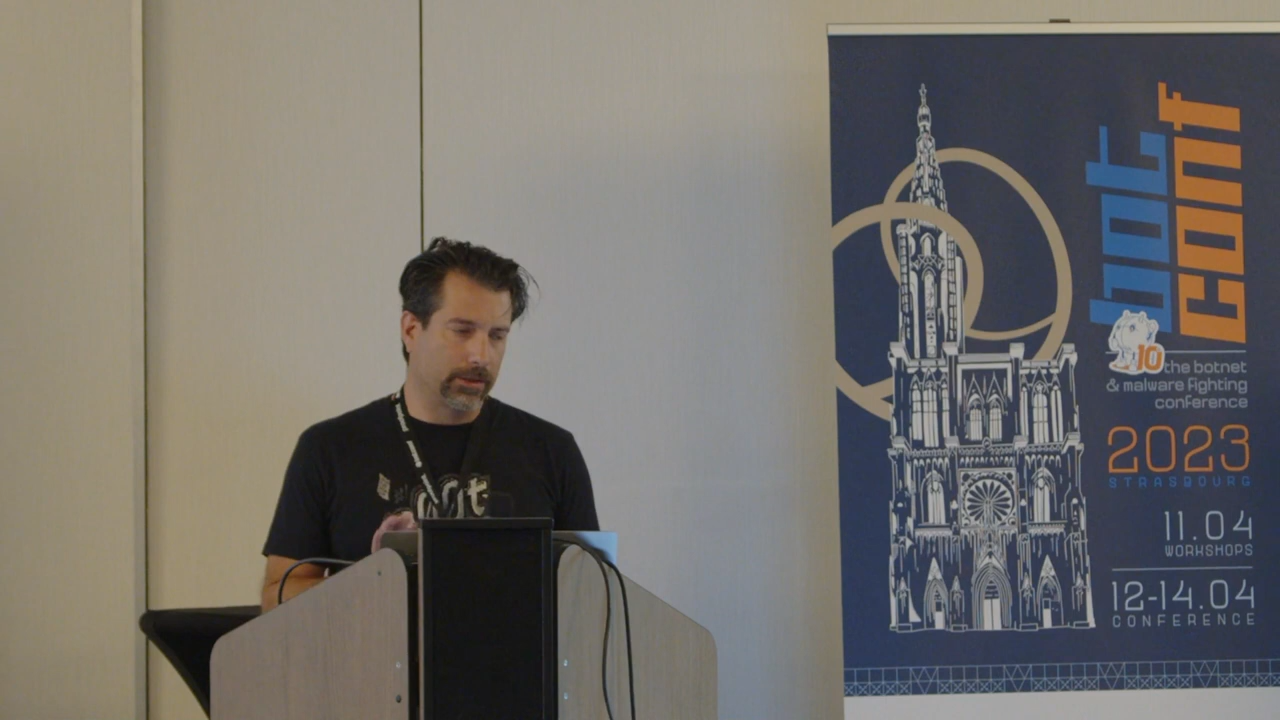 bot
conf
10
the botnet
& malware fighting
conference
2023
STRASBOURG
11.04
WORKSHOPS
12-14.04
CONFERENCE